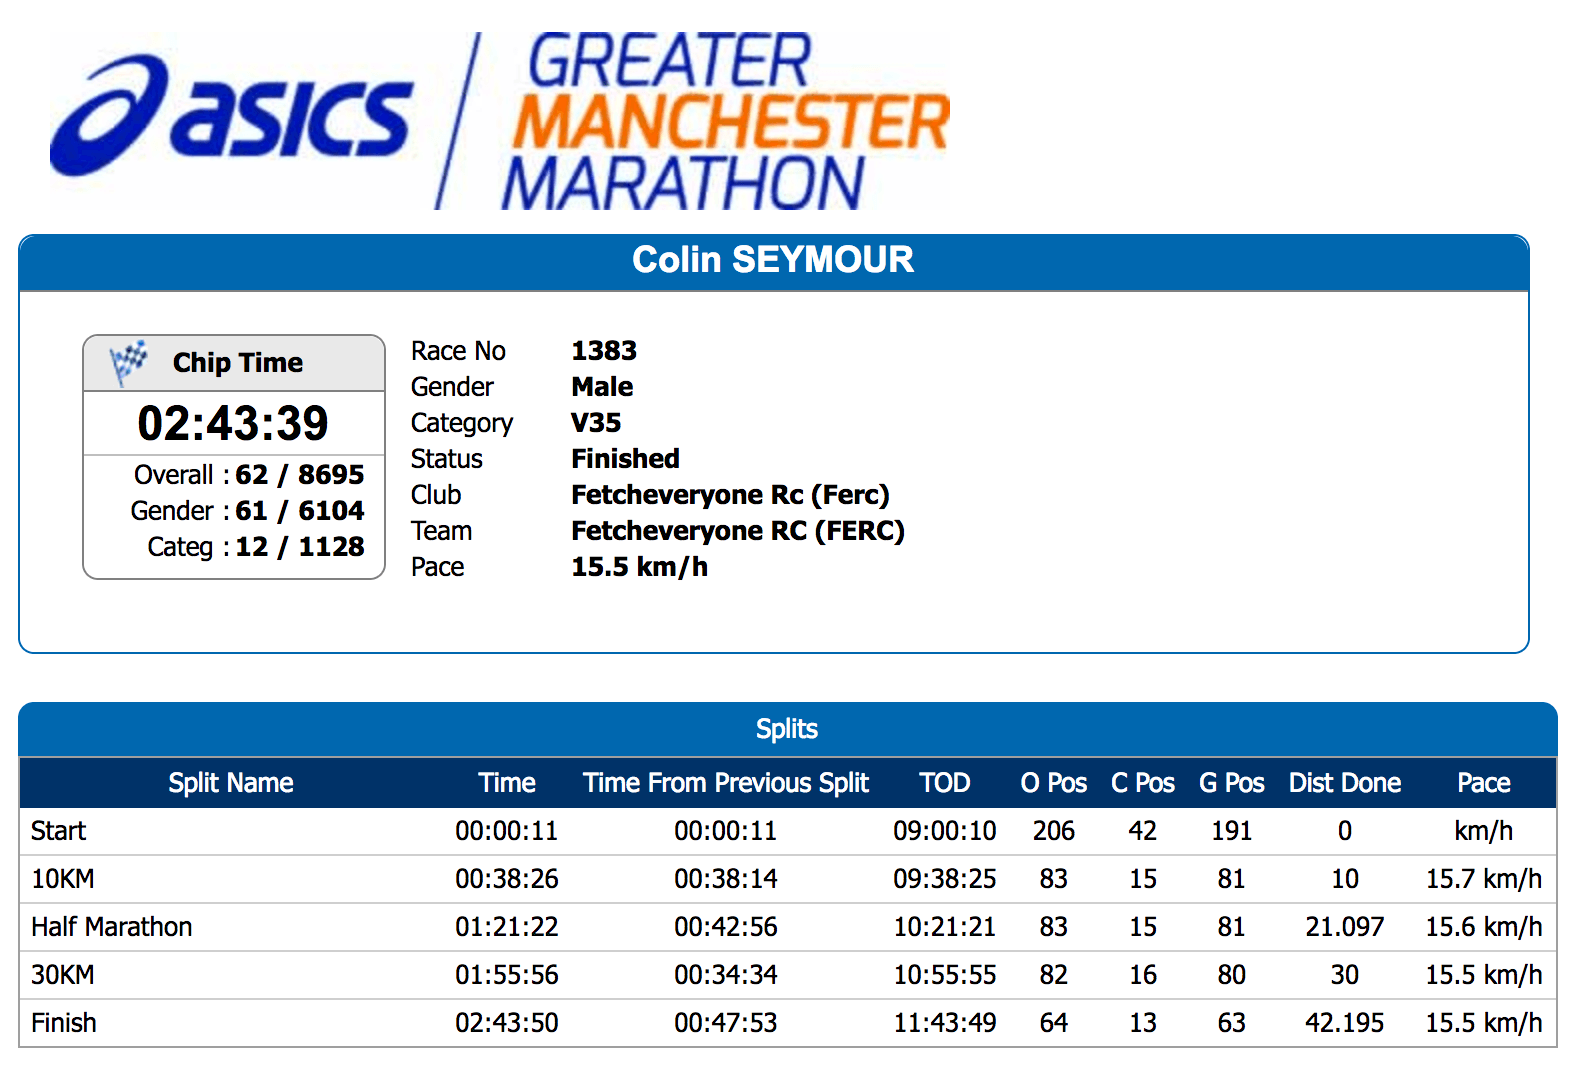 asics
GREATER
MANCHESTER
MARATHON
Colin SEYMOUR
Chip Time
02:43:39
Overall : 62 / 8695
Gender : 61 / 6104
Categ : 12 / 1128
Race No 1383
Gender Male
Category V35
Status Finished
Club Fetcheveryone Rc (Ferc)
Team Fetcheveryone RC (FERC)
Pace 15.5 km/h
Splits
Split Name Time Time From Previous Split TOD O Pos C Pos G Pos Dist Done Pace
Start 00:00:11 00:00:11 09:00:10 206 42 191 0 km/h
10KM 00:38:26 00:38:14 09:38:25 83 15 81 10 15.7 km/h
Half Marathon 01:21:22 00:42:56 10:21:21 83 15 81 21.097 15.6 km/h
30KM 01:55:56 00:34:34 10:55:55 82 16 80 30 15.5 km/h
Finish 02:43:50 00:47:53 11:43:49 64 13 63 42.195 15.5 km/h